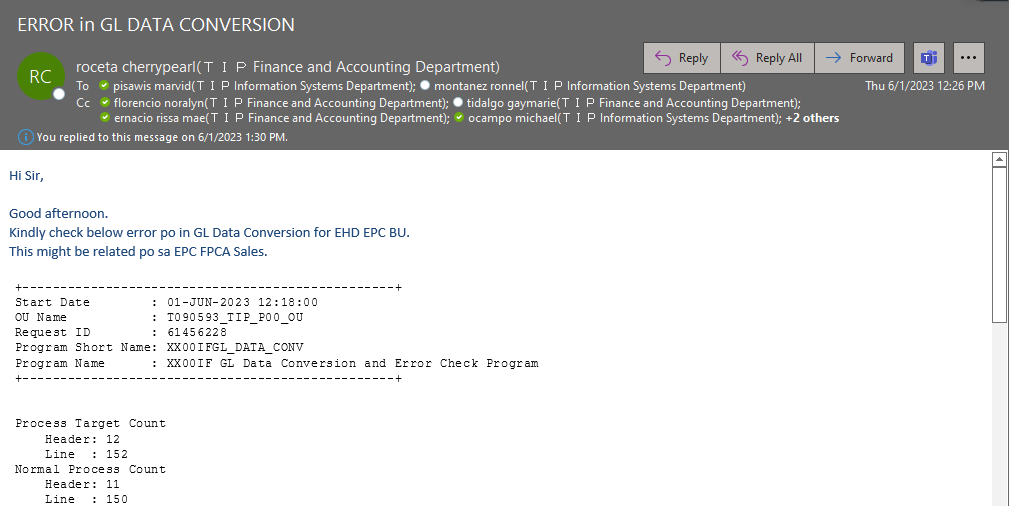 ERROR in GL DATA CONVERSION
RC
roceta cherrypearl(T I P Finance and Accounting Department)
Reply
Reply All
Forward
To pisawis marvid(T I P Information Systems Department); montanez ronnel(T I P Information Systems Department)
Thu 6/1/2023 12:26 PM
Cc florencio noralyn(T I P Finance and Accounting Department); tidalgo gaymarie(T I P Finance and Accounting Department);
ernacio rissa mae(T I P Finance and Accounting Department); ocampo michael(T I P Information Systems Department); +2 others
You replied to this message on 6/1/2023 1:30 PM.
Hi Sir,
Good afternoon.
Kindly check below error po in GL Data Conversion for EHD EPC BU.
This might be related po sa EPC FPCA Sales.
+-------------------------------------------------+
Start Date : 01-JUN-2023 12:18:00
OU Name : T090593_TIP_P00_OU
Request ID : 61456228
Program Short Name: XX00IFGL_DATA_CONV
Program Name : XX00IF GL Data Conversion and Error Check Program
+-------------------------------------------------+
Process Target Count
Header: 12
Line : 152
Normal Process Count
Header: 11
Line : 150